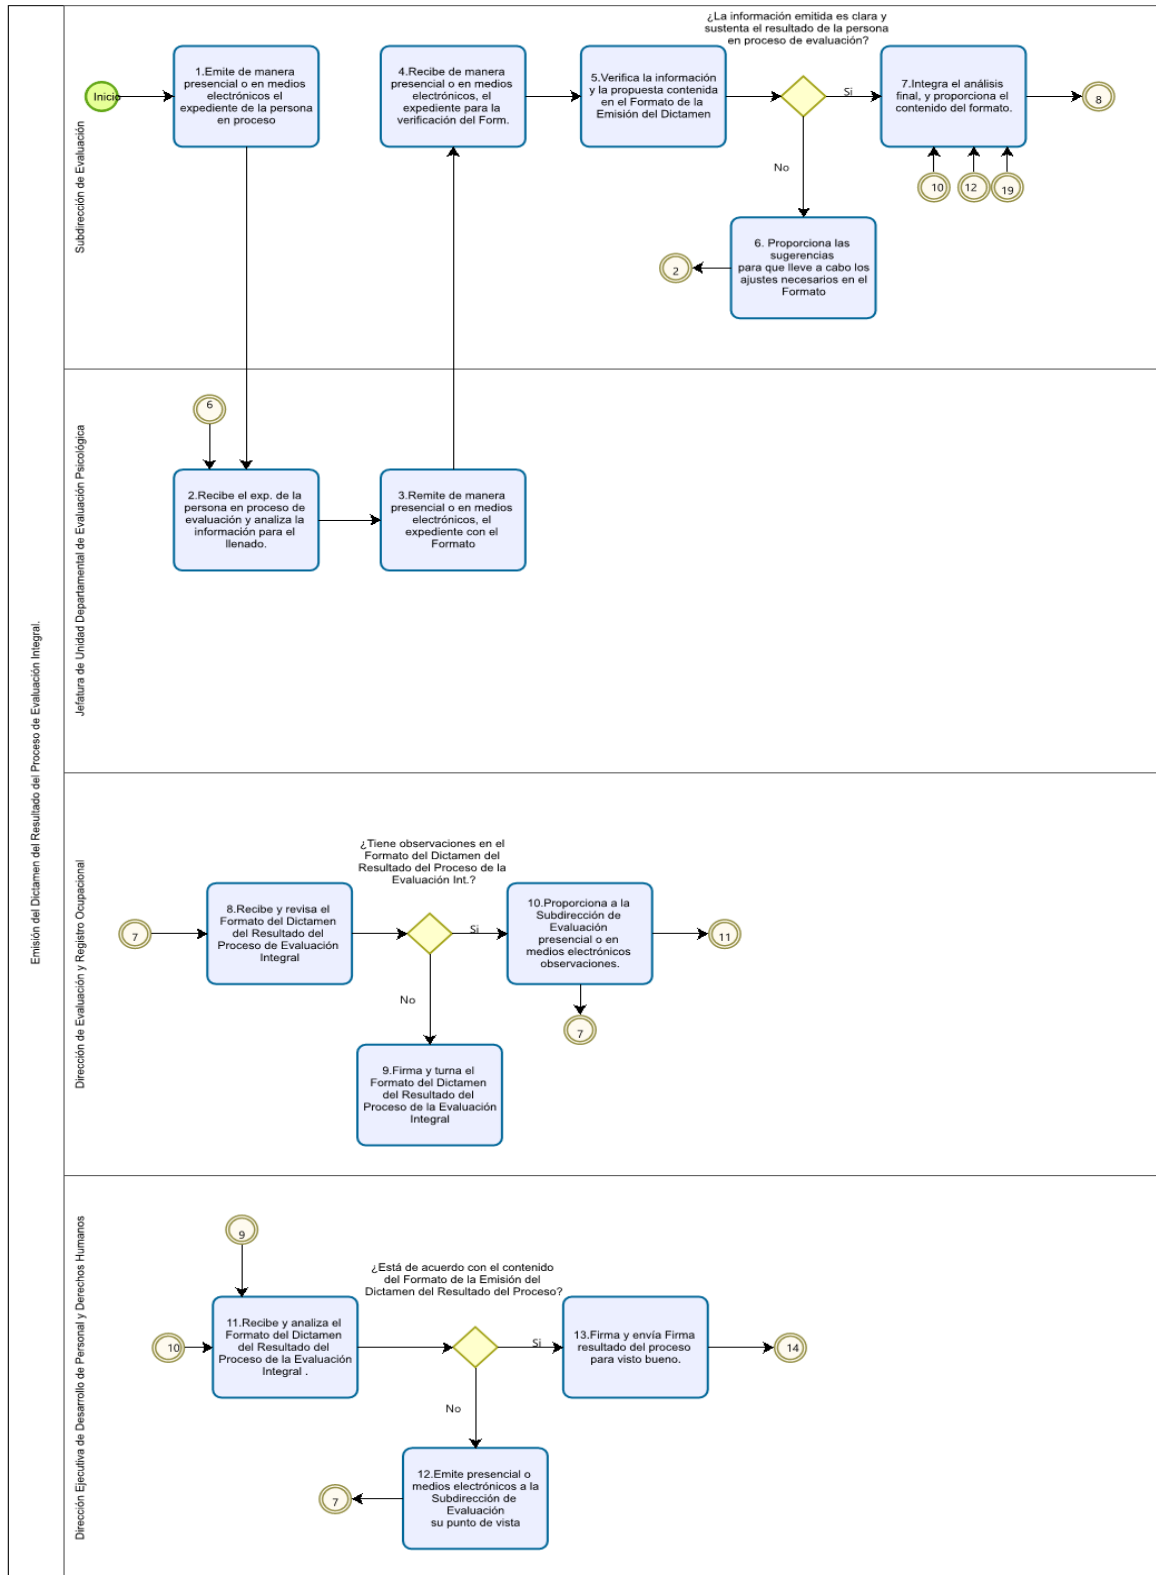 Emisión del Dictamen del Resultado del Proceso de Evaluación Integral.
Subdirección de Evaluación
Inicio
1.Emite de manera
presencial o en medios
electrónicos el
expediente de la persona
en proceso
4.Recibe de manera
presencial o en medios
electrónicos, el
expediente para la
verificación del Form.
5.Verifica la información
y la propuesta contenida
en el Formato de la
Emisión del Dictamen
¿La información emitida es clara y
sustenta el resultado de la persona
en proceso de evaluación?
Si
No
7.Integra el análisis
final, y proporciona el
contenido del formato.
8
10
12
19
6. Proporciona las
sugerencias
para que lleve a cabo los
ajustes necesarios en el
Formato
2
Jefatura de Unidad Departamental de Evaluación Psicológica
6
2.Recibe el exp. de la
persona en proceso de
evaluación y analiza la
información para el
llenado.
3.Remite de manera
presencial o en medios
electrónicos, el
expediente con el
Formato
Dirección de Evaluación y Registro Ocupacional
7
8.Recibe y revisa el
Formato del Dictamen
del Resultado del
Proceso de Evaluación
Integral
¿Tiene observaciones en el
Formato del Dictamen del
Resultado del Proceso de la
Evaluación Int.?
Si
No
10.Proporciona a la
Subdirección de
Evaluación
presencial o en
medios electrónicos
observaciones.
11
7
9.Firma y turna el
Formato del Dictamen
del Resultado del
Proceso de la Evaluación
Integral
Dirección Ejecutiva de Desarrollo de Personal y Derechos Humanos
9
10
11.Recibe y analiza el
Formato del Dictamen
del Resultado del
Proceso de la Evaluación
Integral .
¿Está de acuerdo con el contenido
del Formato de la Emisión del
Dictamen del Resultado del Proceso?
Si
No
13.Firma y envía Firma
resultado del proceso
para visto bueno.
14
12.Emite presencial o
medios electrónicos a la
Subdirección de
Evaluación
su punto de vista
7